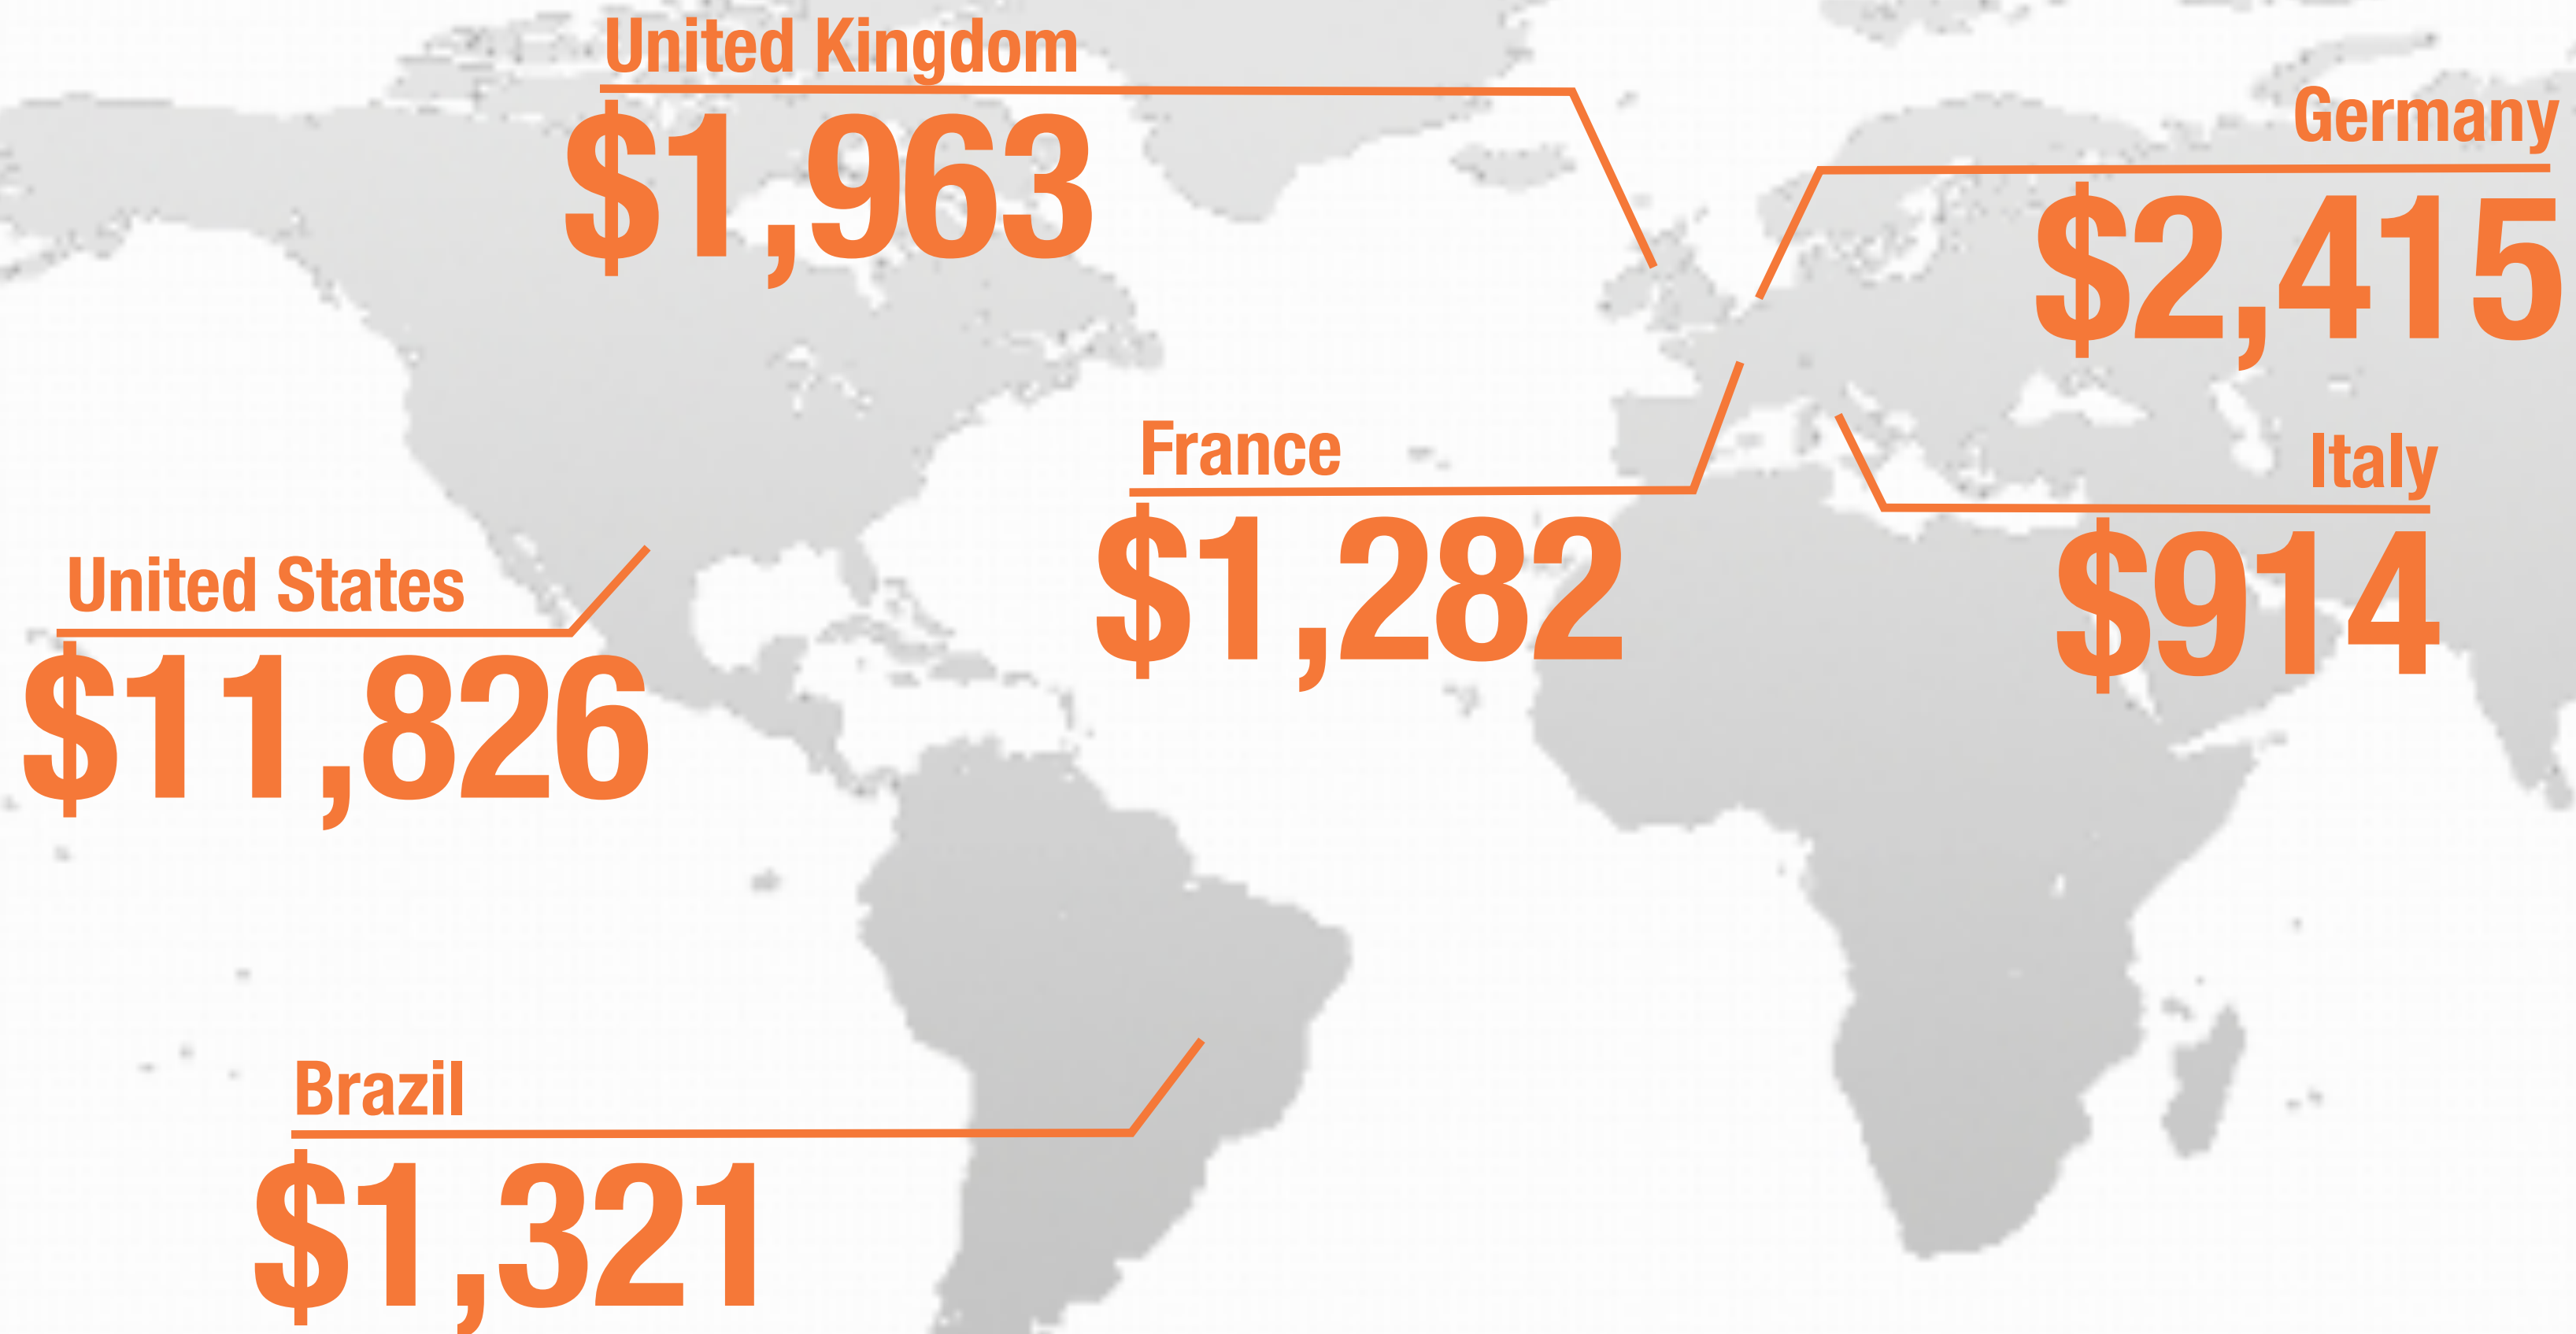 United Kingdom
$1,963
Germany
$2,415
France
$1,282
Italy
$914
United States
$11,826
Brazil
$1,321